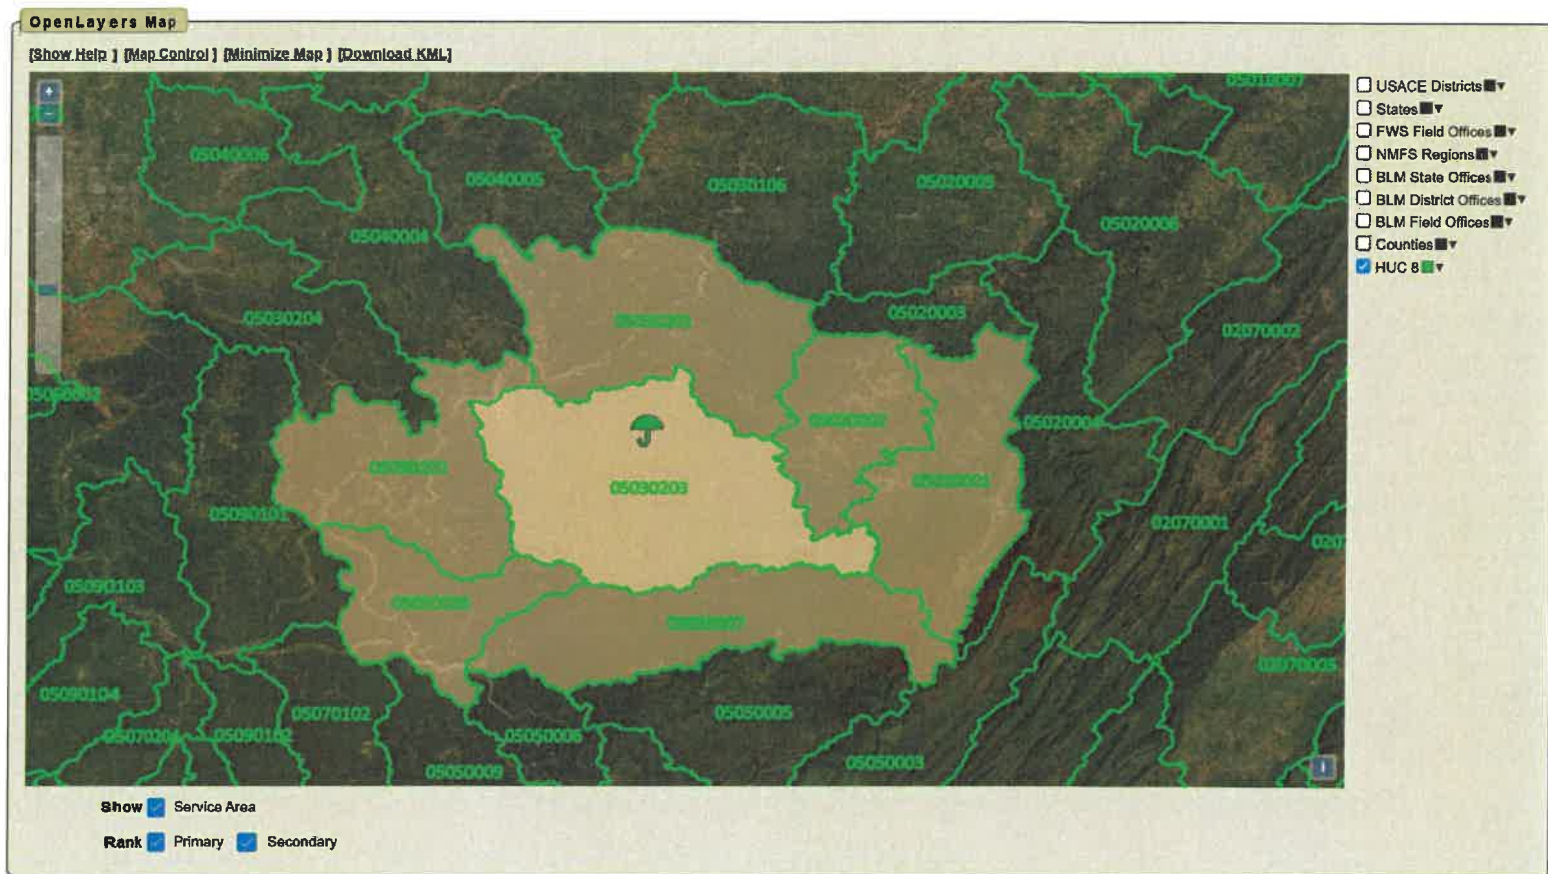 OpenLayers Map
[Show Help ] [Map Control ] [Minimize Map ] [Download KML]
+
−
05010007
USACE Districts
States
FWS Field Offices
NMFS Regions
BLM State Offices
BLM District Offices
BLM Field Offices
Counties
HUC 8
05040006
05040005
05030106
05020005
05020006
05040004
05030204
05020003
02070002
05020004
05030203
05090101
02070001
020
05090103
05090104
05070102
05050005
05070204
05090102
05050006
05050009
05050003
i
Show Service Area
Rank Primary Secondary